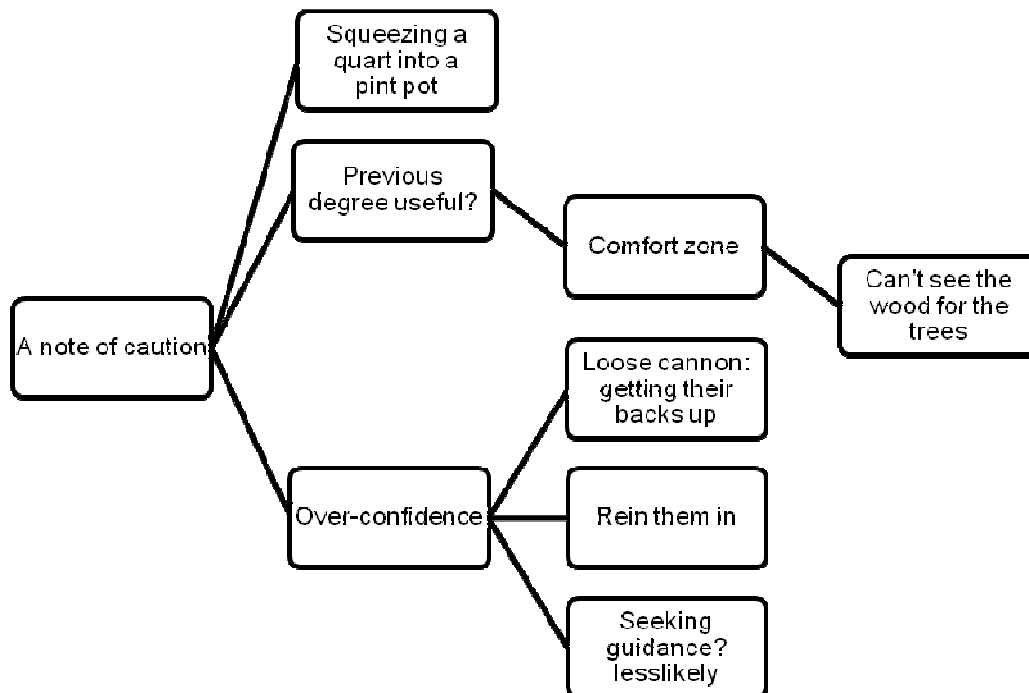 Squeezing a
quart into a
pint pot
Previous
degree useful?
Comfort zone
Can't see the
wood for the
trees
A note of caution
Loose cannon:
getting their
backs up
Over-confidence
Rein them in
Seeking
guidance?
lesslikely